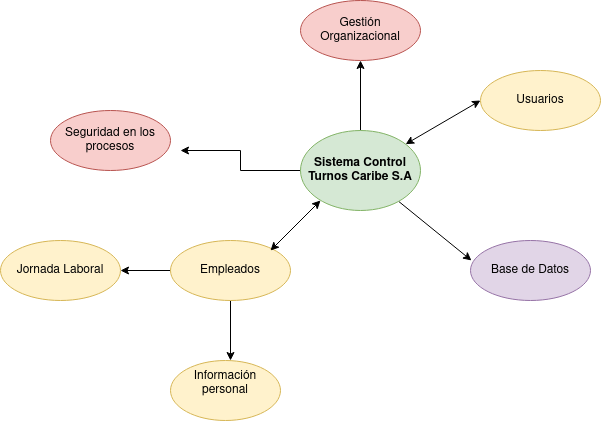 Gestión
Organizacional
Usuarios
Seguridad en los
procesos
Sistema Control
Turnos Caribe S.A
Jornada Laboral
Empleados
Base de Datos
Información
personal